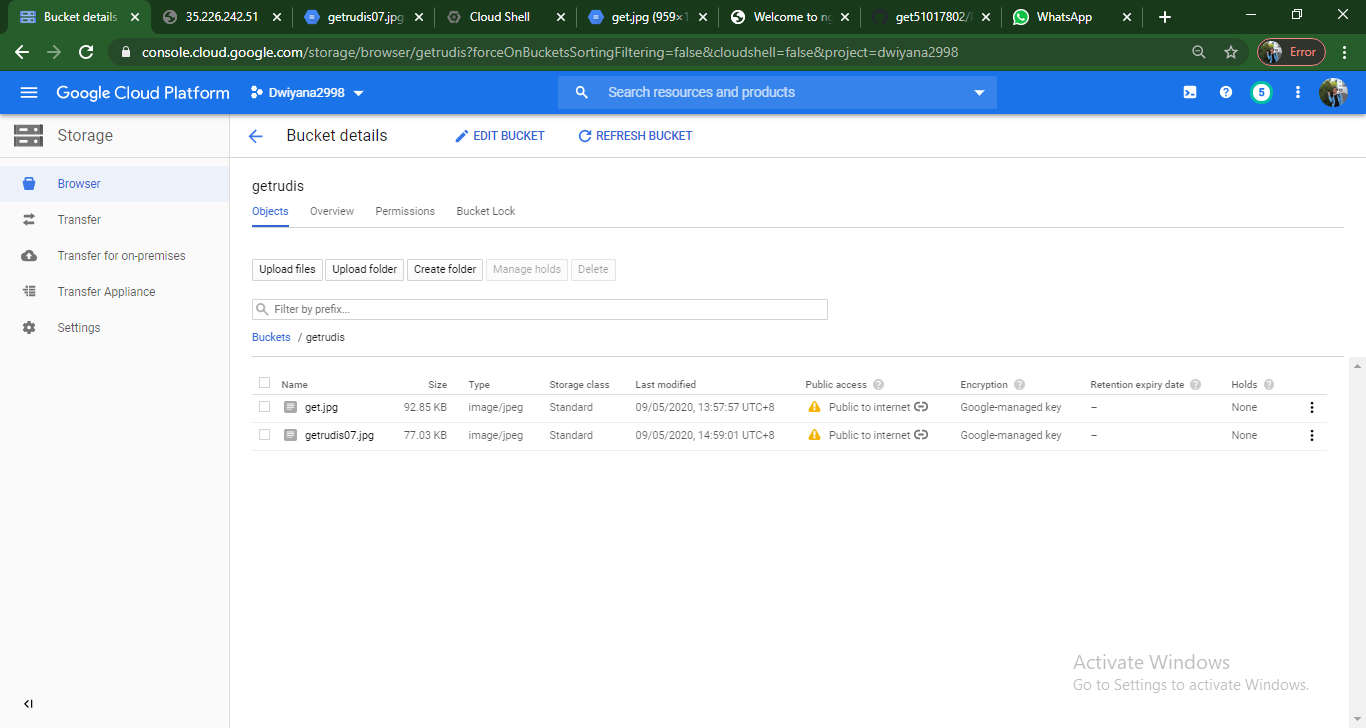 Bucket details
35.226.242.51
getrudis07.jpg
Cloud Shell
get.jpg (959×1
Welcome to ng
get51017802/
WhatsApp
console.cloud.google.com/storage/browser/getrudis?forceOnBucketsSortingFiltering=false&cloudshell=false&project=dwiyana2998
Error
Google Cloud Platform
Dwiyana2998
Search resources and products
5
Storage
Bucket details
EDIT BUCKET
REFRESH BUCKET
Browser
Transfer
Transfer for on-premises
Transfer Appliance
Settings
getrudis
Objects Overview Permissions Bucket Lock
Upload files Upload folder Create folder Manage holds Delete
Filter by prefix...
Buckets / getrudis
Name Size Type Storage class Last modified Public access Encryption Retention expiry date Holds
get.jpg 92.85 KB image/jpeg Standard 09/05/2020, 13:57:57 UTC+8 Public to internet Google-managed key – None
getrudis07.jpg 77.03 KB image/jpeg Standard 09/05/2020, 14:59:01 UTC+8 Public to internet Google-managed key – None
Activate Windows
Go to Settings to activate Windows.